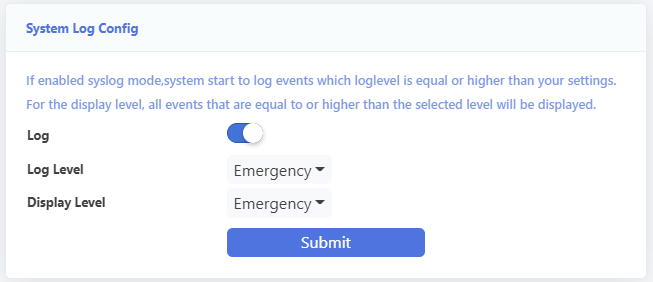 System Log Config
If enabled syslog mode,system start to log events which loglevel is equal or higher than your settings.
For the display level, all events that are equal to or higher than the selected level will be displayed.
Log
Log Level Emergency
Display Level Emergency
Submit